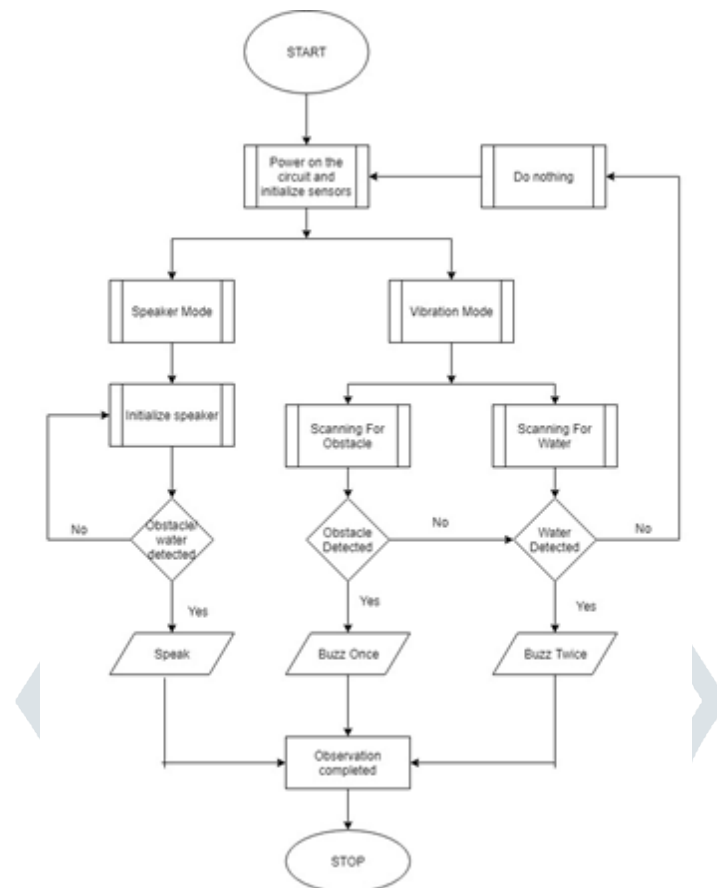 START
Power on the
circuit and
initialize sensors
Do nothing
Speaker Mode
Vibration Mode
Initialize speaker
Scanning For
Obstacle
Scanning For
Water
No
Obstacle/
water
detected
Obstacle
Detected
No
Water
Detected
No
Yes
Yes
Yes
Speak
Buzz Once
Buzz Twice
Observation
completed
STOP